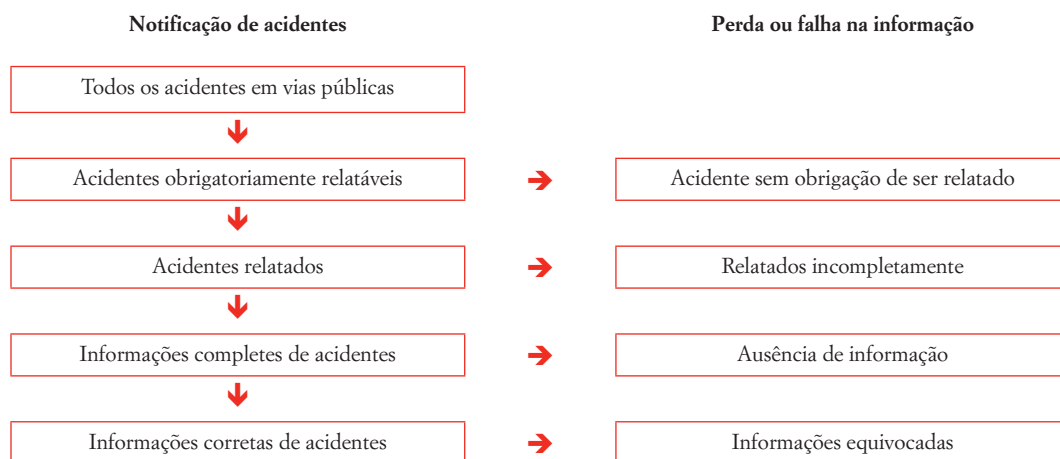 Notificação de acidentes
Perda ou falha na informação
Todos os acidentes em vias públicas
Acidentes obrigatoriamente relatáveis
Acidente sem obrigação de ser relatado
Acidentes relatados
Relatados incompletamente
Informações completes de acidentes
Ausência de informação
Informações corretas de acidentes
Informações equivocadas